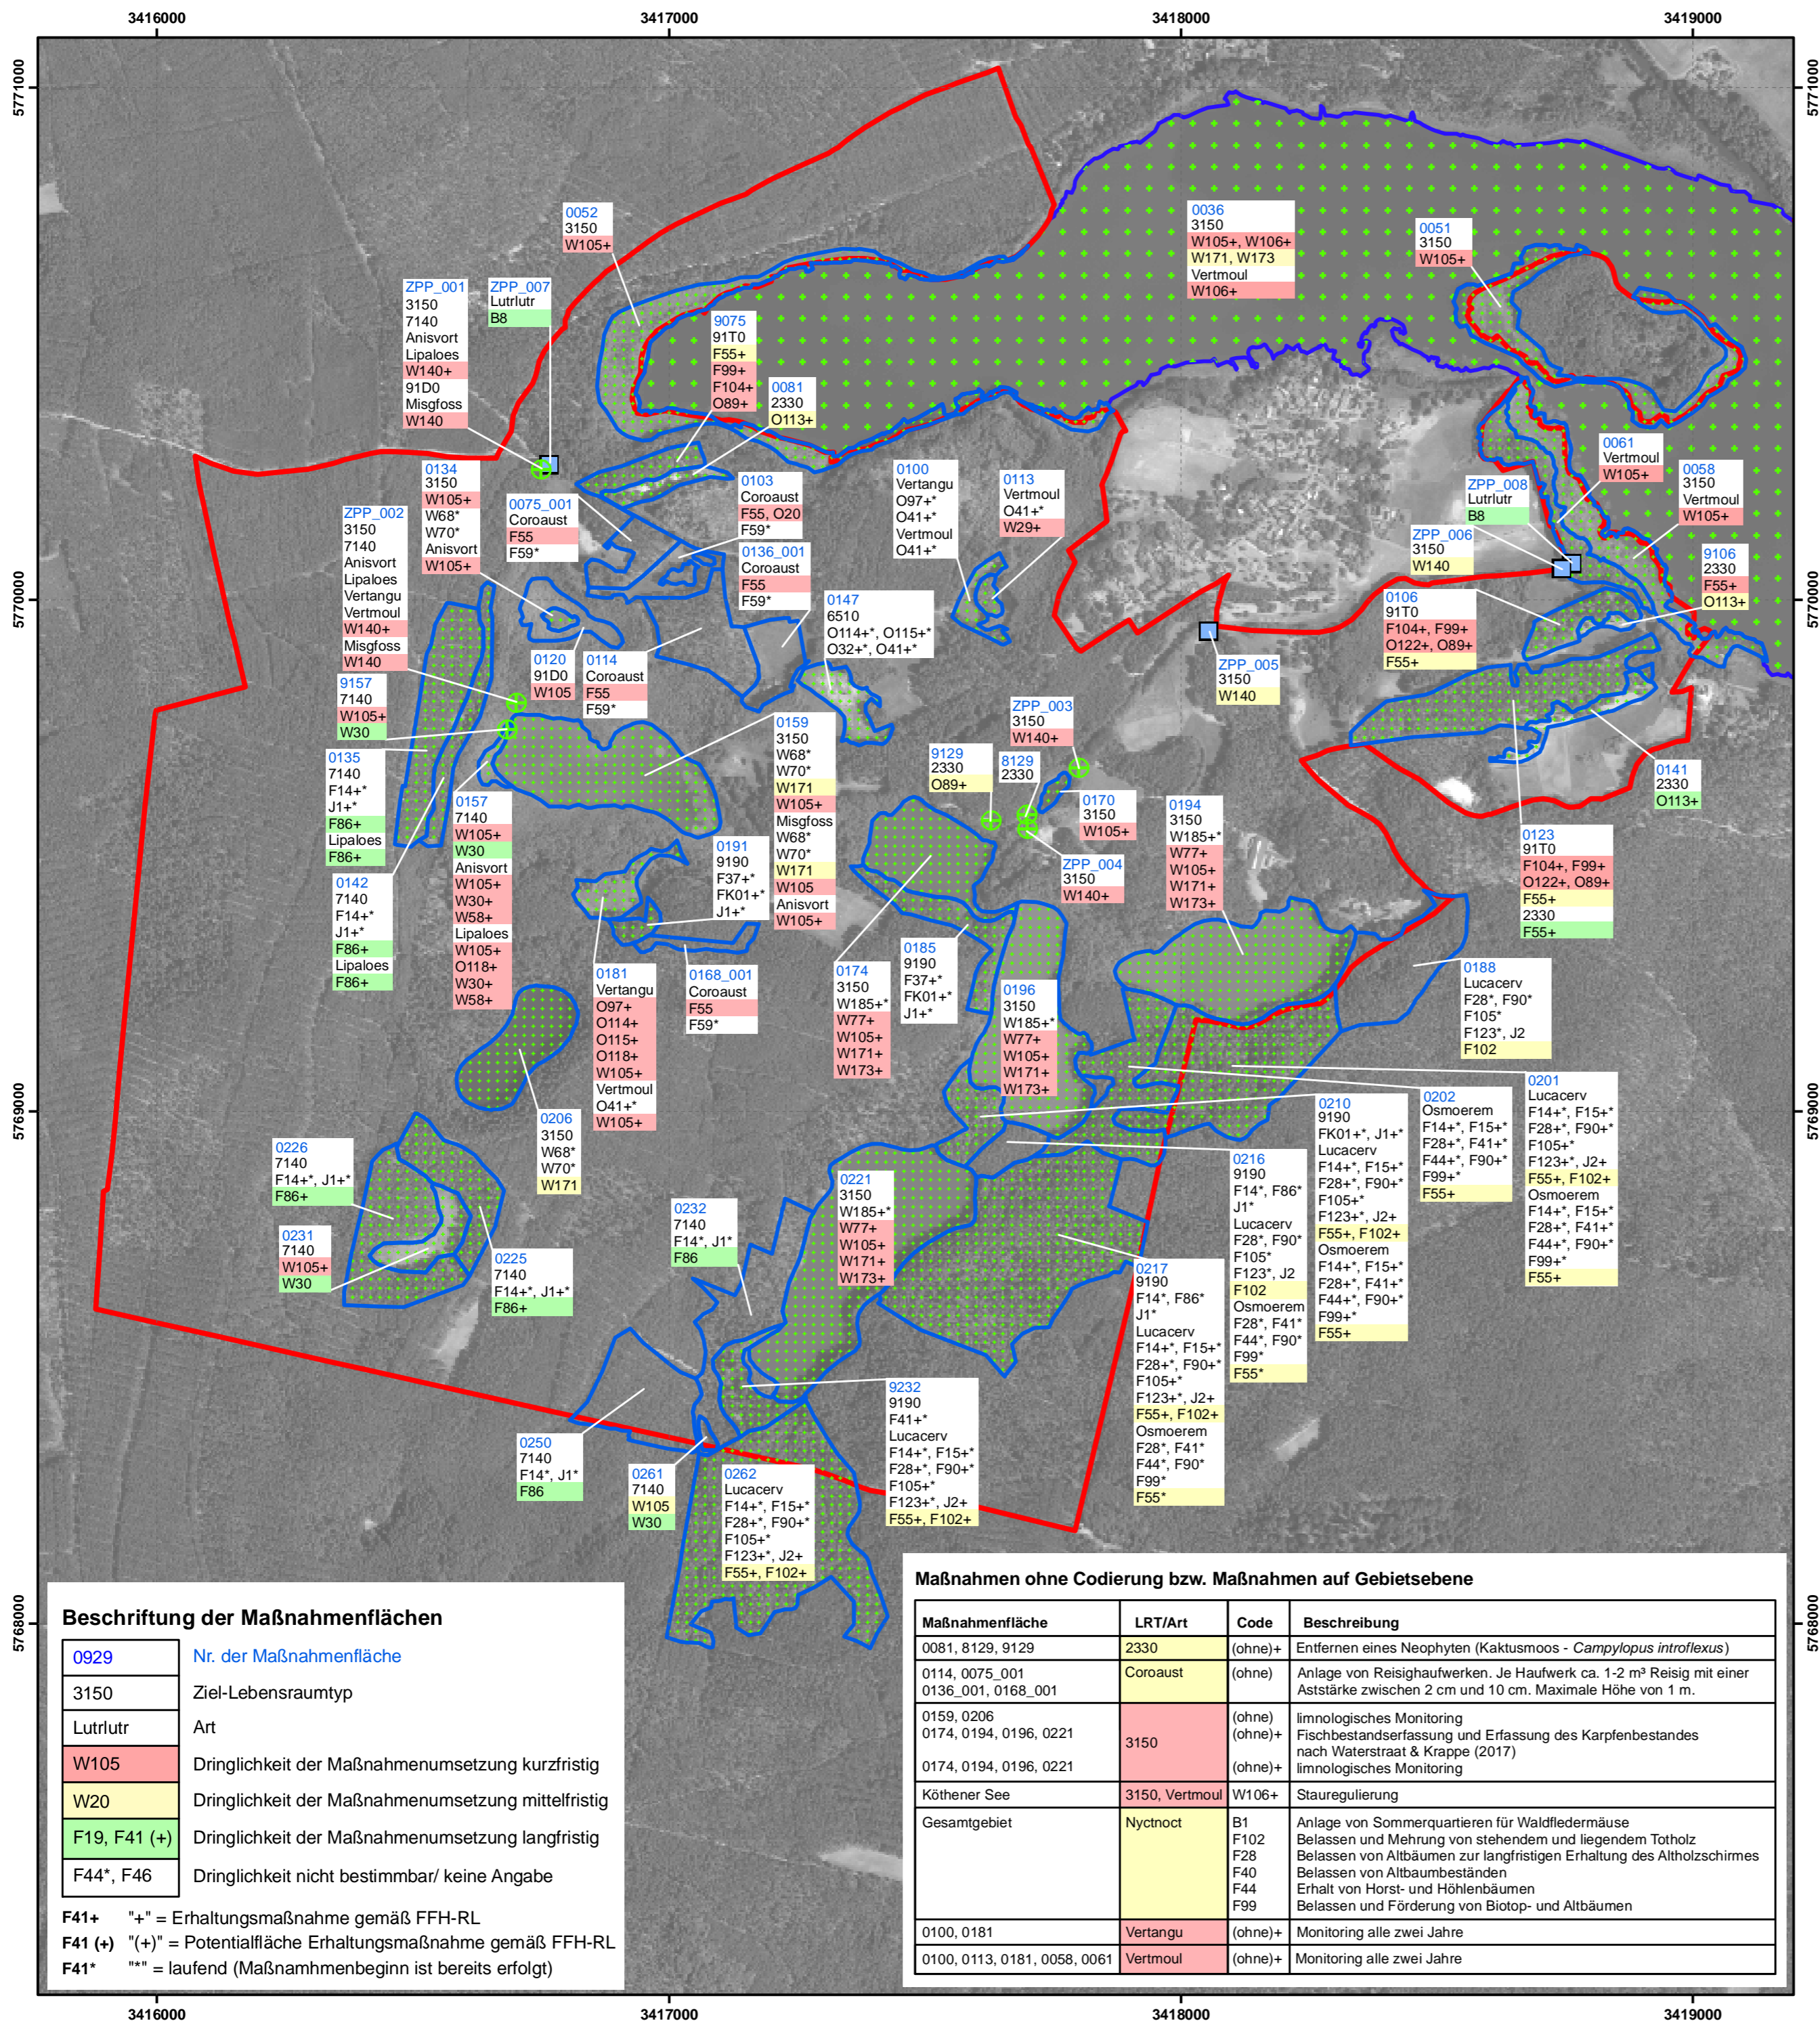 3416000
3417000
3418000
3419000
5771000
5771000
0052
3150
W105+
0036
3150
W105+, W106+
W171, W173
Vertmoul
W106+
0051
3150
W105+
ZPP_001
3150
7140
Anisvort
Lipaloes
W140+
91D0
Misgfoss
W140
ZPP_007
Lutrlutr
B8
9075
91T0
F55+
F99+
F104+
O89+
0081
2330
O113+
0061
Vertmoul
W105+
0058
3150
Vertmoul
W105+
0134
3150
W105+
W68*
W70*
Anisvort
W105+
0075_001
Coroaust
F55
F59*
0103
Coroaust
F55, O20
F59*
0100
Vertangu
O97+*
O41+*
Vertmoul
O41+*
0113
Vertmoul
O41+*
W29+
ZPP_008
Lutrlutr
B8
ZPP_002
3150
7140
Anisvort
Lipaloes
Vertangu
Vertmoul
W140+
Misgfoss
W140
ZPP_006
3150
W140
9106
2330
F55+
O113+
0136_001
Coroaust
F55
F59*
5770000
5770000
0147
6510
O114+*, O115+*
O32+*, O41+*
0106
91T0
F104+, F99+
O122+, O89+
F55+
0120
91D0
W105
0114
Coroaust
F55
F59*
ZPP_005
3150
W140
9157
7140
W105+
W30
ZPP_003
3150
W140+
0159
3150
W68*
W70*
W171
W105+
Misgfoss
W68*
W70*
W171
W105
Anisvort
W105+
0135
7140
F14+*
J1+*
F86+
Lipaloes
F86+
9129
2330
O89+
8129
2330
0141
2330
O113+
0157
7140
W105+
W30
Anisvort
W105+
W30+
W58+
Lipaloes
W105+
O118+
W30+
W58+
0170
3150
W105+
0194
3150
W185+*
W77+
W105+
W171+
W173+
0123
91T0
F104+, F99+
O122+, O89+
F55+
2330
F55+
0191
9190
F37+*
FK01+*
J1+*
ZPP_004
3150
W140+
0142
7140
F14+*
J1+*
F86+
Lipaloes
F86+
0181
Vertangu
O97+
O114+
O115+
O118+
W105+
Vertmoul
O41+*
W105+
0168_001
Coroaust
F55
F59*
0174
3150
W185+*
W77+
W105+
W171+
W173+
0185
9190
F37+*
FK01+*
J1+*
0196
3150
W185+*
W77+
W105+
W171+
W173+
0188
Lucacerv
F28*, F90*
F105*
F123*, J2
F102
5769000
5769000
0206
3150
W68*
W70*
W171
0201
Lucacerv
F14+*, F15+*
F28+*, F90+*
F105+*
F123+*, J2+
F55+, F102+
Osmoerem
F14+*, F15+*
F28+*, F41+*
F44+*, F90+*
F99+*
F55+
0202
Osmoerem
F14+*, F15+*
F28+*, F41+*
F44+*, F90+*
F99+*
F55+
0210
9190
FK01+*, J1+*
Lucacerv
F14+*, F15+*
F28+*, F90+*
F105+*
F123+*, J2+
F55+, F102+
Osmoerem
F14+*, F15+*
F28+*, F41+*
F44+*, F90+*
F99+*
F55+
0226
7140
F14+*, J1+*
F86+
0216
9190
F14*, F86*
J1*
Lucacerv
F28*, F90*
F105*
F123*, J2
F102
Osmoerem
F28*, F41*
F44*, F90*
F99*
F55*
0221
3150
W185+*
W77+
W105+
W171+
W173+
0232
7140
F14*, J1*
F86
0231
7140
W105+
W30
0225
7140
F14+*, J1+*
F86+
0217
9190
F14*, F86*
J1*
Lucacerv
F14+*, F15+*
F28+*, F90+*
F105+*
F123+*, J2+
F55+, F102+
Osmoerem
F28*, F41*
F44*, F90*
F99*
F55*
9232
9190
F41+*
Lucacerv
F14+*, F15+*
F28+*, F90+*
F105+*
F123+*, J2+
F55+, F102+
0250
7140
F14*, J1*
F86
0261
7140
W105
W30
0262
Lucacerv
F14+*, F15+*
F28+*, F90+*
F105+*
F123+*, J2+
F55+, F102+
5768000
5768000
Beschriftung der Maßnahmenflächen
0929 Nr. der Maßnahmenfläche
3150 Ziel-Lebensraumtyp
Lutrlutr Art
W105 Dringlichkeit der Maßnahmenumsetzung kurzfristig
W20 Dringlichkeit der Maßnahmenumsetzung mittelfristig
F19, F41 (+) Dringlichkeit der Maßnahmenumsetzung langfristig
F44*, F46 Dringlichkeit nicht bestimmbar/ keine Angabe
F41+ "+" = Erhaltungsmaßnahme gemäß FFH-RL
F41 (+) "(+)" = Potentialfläche Erhaltungsmaßnahme gemäß FFH-RL
F41* "*" = laufend (Maßnamhmenbeginn ist bereits erfolgt)
Maßnahmen ohne Codierung bzw. Maßnahmen auf Gebietsebene
Maßnahmenfläche LRT/Art Code Beschreibung
0081, 8129, 9129 2330 (ohne)+ Entfernen eines Neophyten (Kaktusmoos - Campylopus introflexus)
0114, 0075_001 Coroaust (ohne) Anlage von Reisighaufwerken. Je Haufwerk ca. 1-2 m³ Reisig mit einer
0136_001, 0168_001 Aststärke zwischen 2 cm und 10 cm. Maximale Höhe von 1 m.
0159, 0206 (ohne) limnologisches Monitoring
0174, 0194, 0196, 0221 (ohne)+ Fischbestandserfassung und Erfassung des Karpfenbestandes
3150 nach Waterstraat & Krappe (2017)
0174, 0194, 0196, 0221 (ohne)+ limnologisches Monitoring
Köthener See 3150, Vertmoul W106+ Stauregulierung
Gesamtgebiet Nyctnoct B1 Anlage von Sommerquartieren für Waldfledermäuse
F102 Belassen und Mehrung von stehendem und liegendem Totholz
F28 Belassen von Altbäumen zur langfristigen Erhaltung des Altholzschirmes
F40 Belassen von Altbaumbeständen
F44 Erhalt von Horst- und Höhlenbäumen
F99 Belassen und Förderung von Biotop- und Altbäumen
0100, 0181 Vertangu (ohne)+ Monitoring alle zwei Jahre
0100, 0113, 0181, 0058, 0061 Vertmoul (ohne)+ Monitoring alle zwei Jahre
3416000
3417000
3418000
3419000